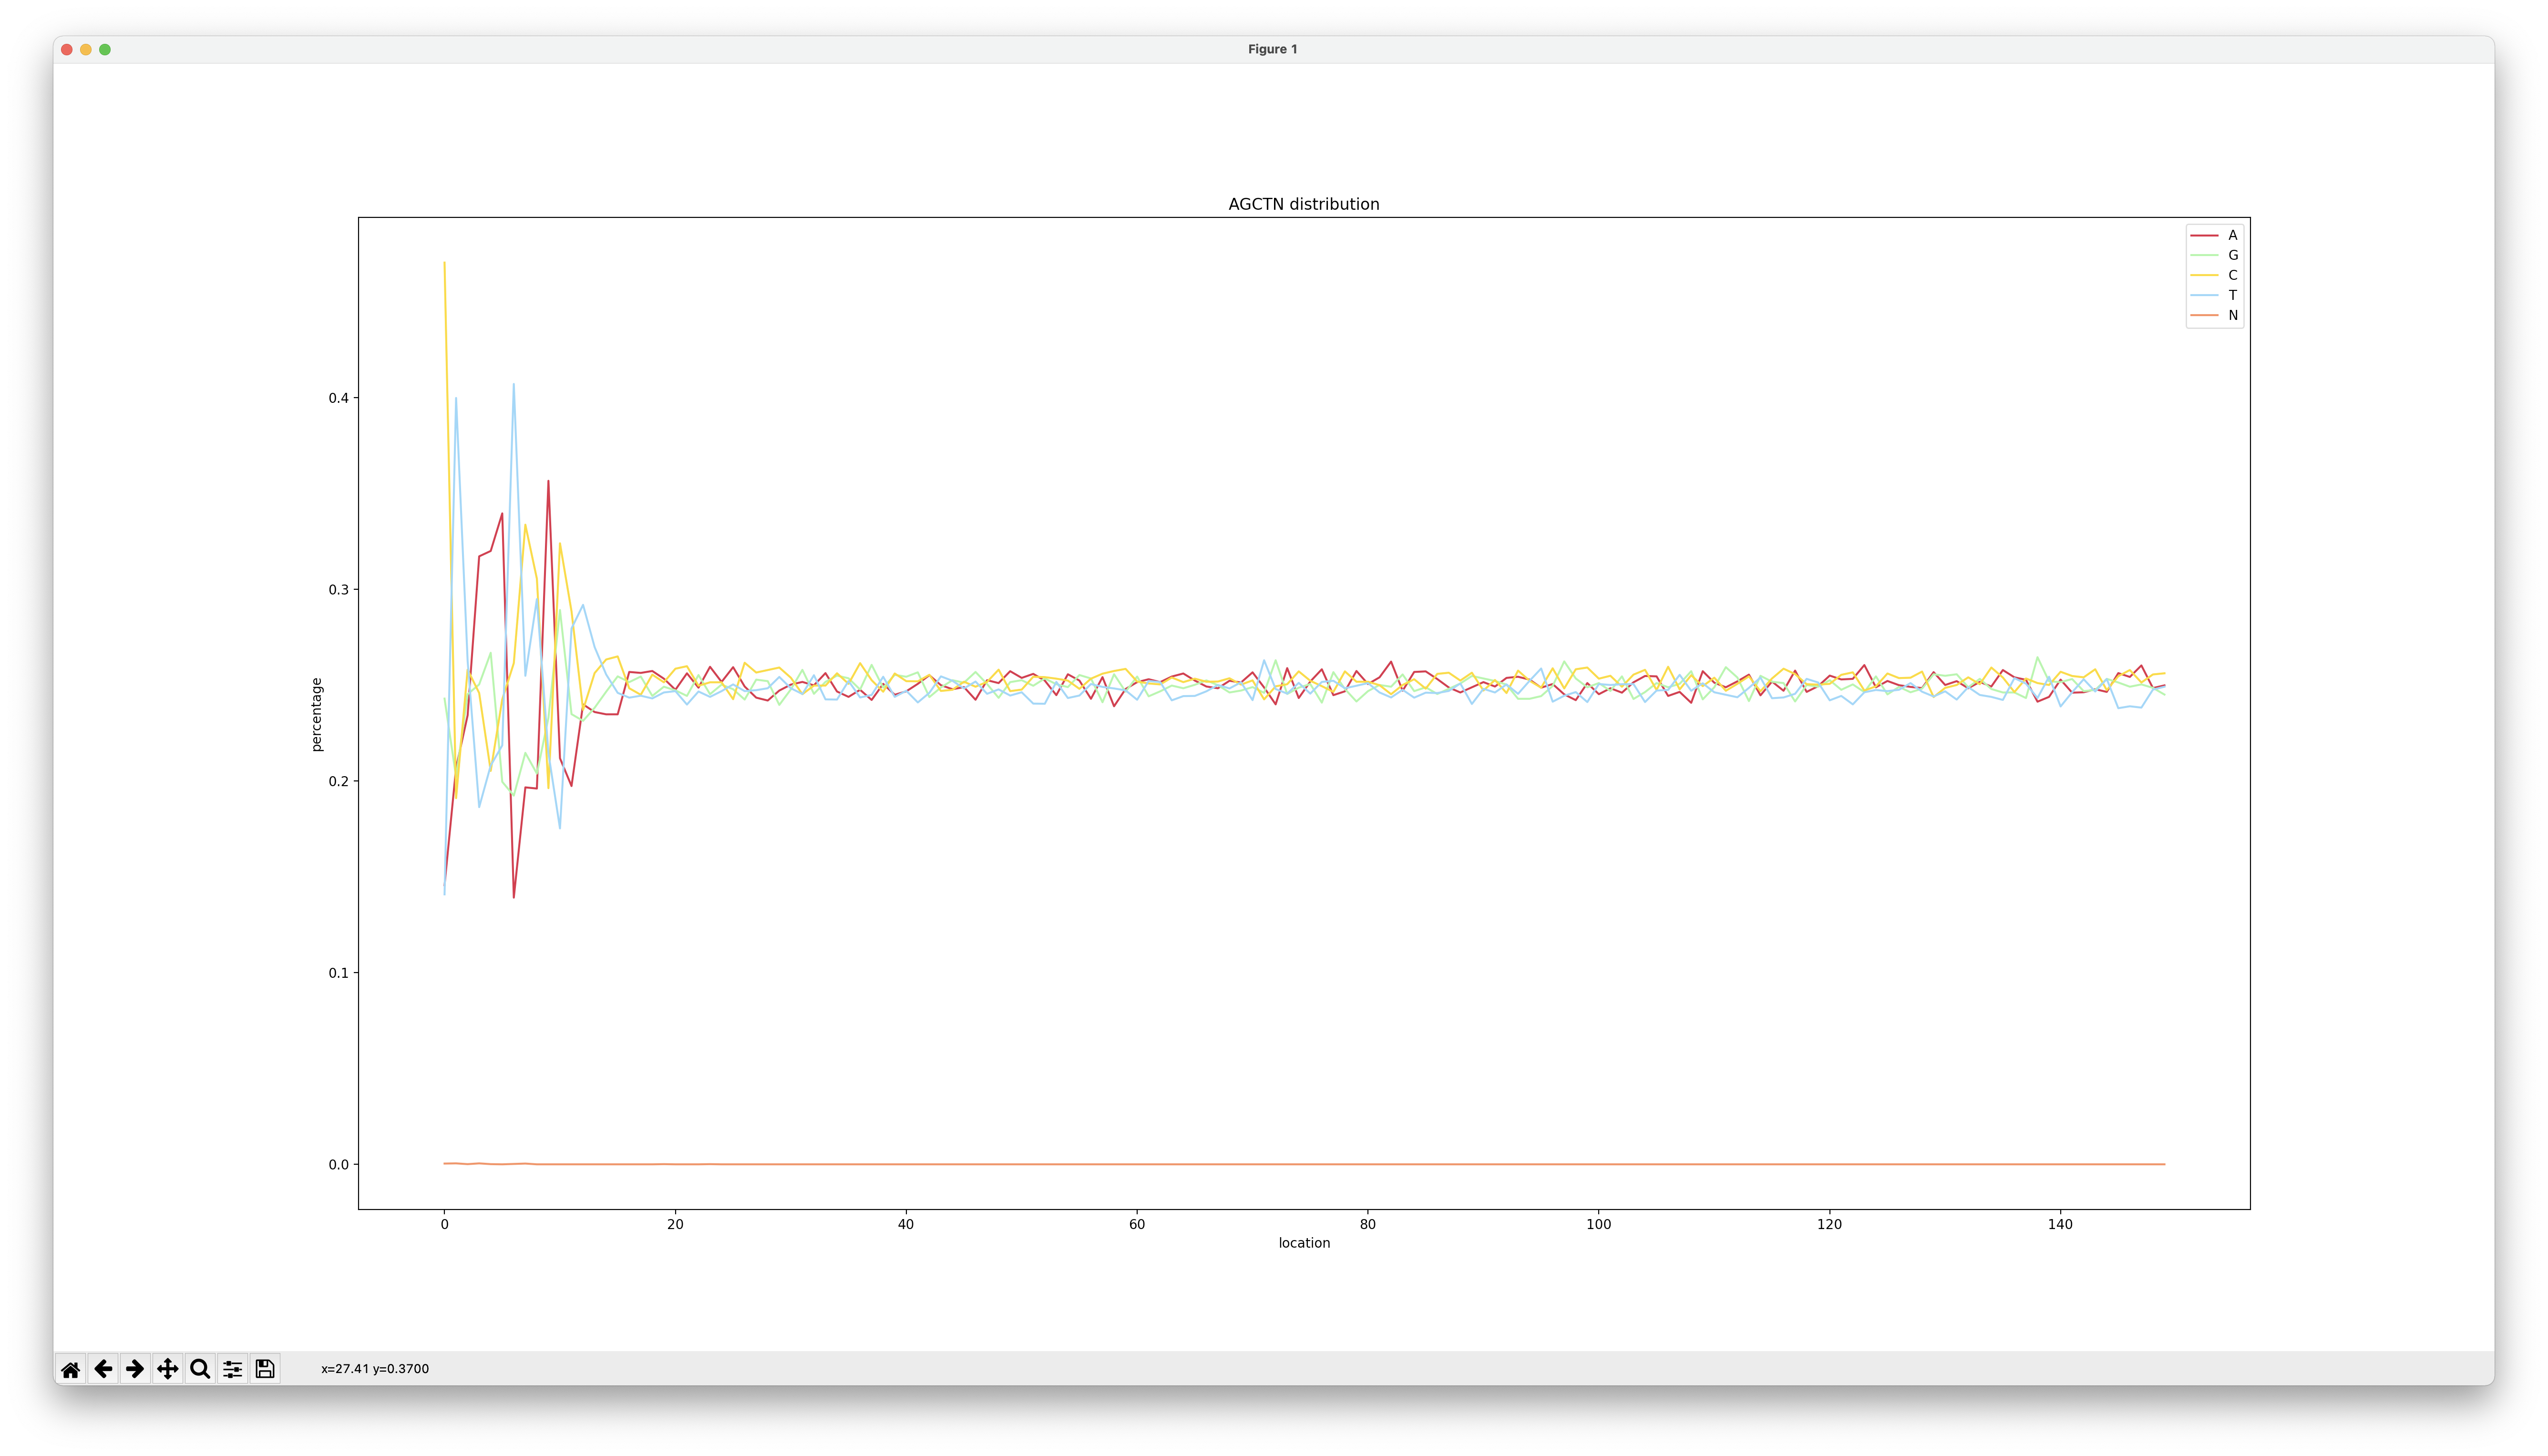 Figure 1
AGCTN distribution
A
G
C
T
N
0.4
0.3
0.2
0.1
0.0
percentage
0 20 40 60 80 100 120 140
location
x=27.41 y=0.3700